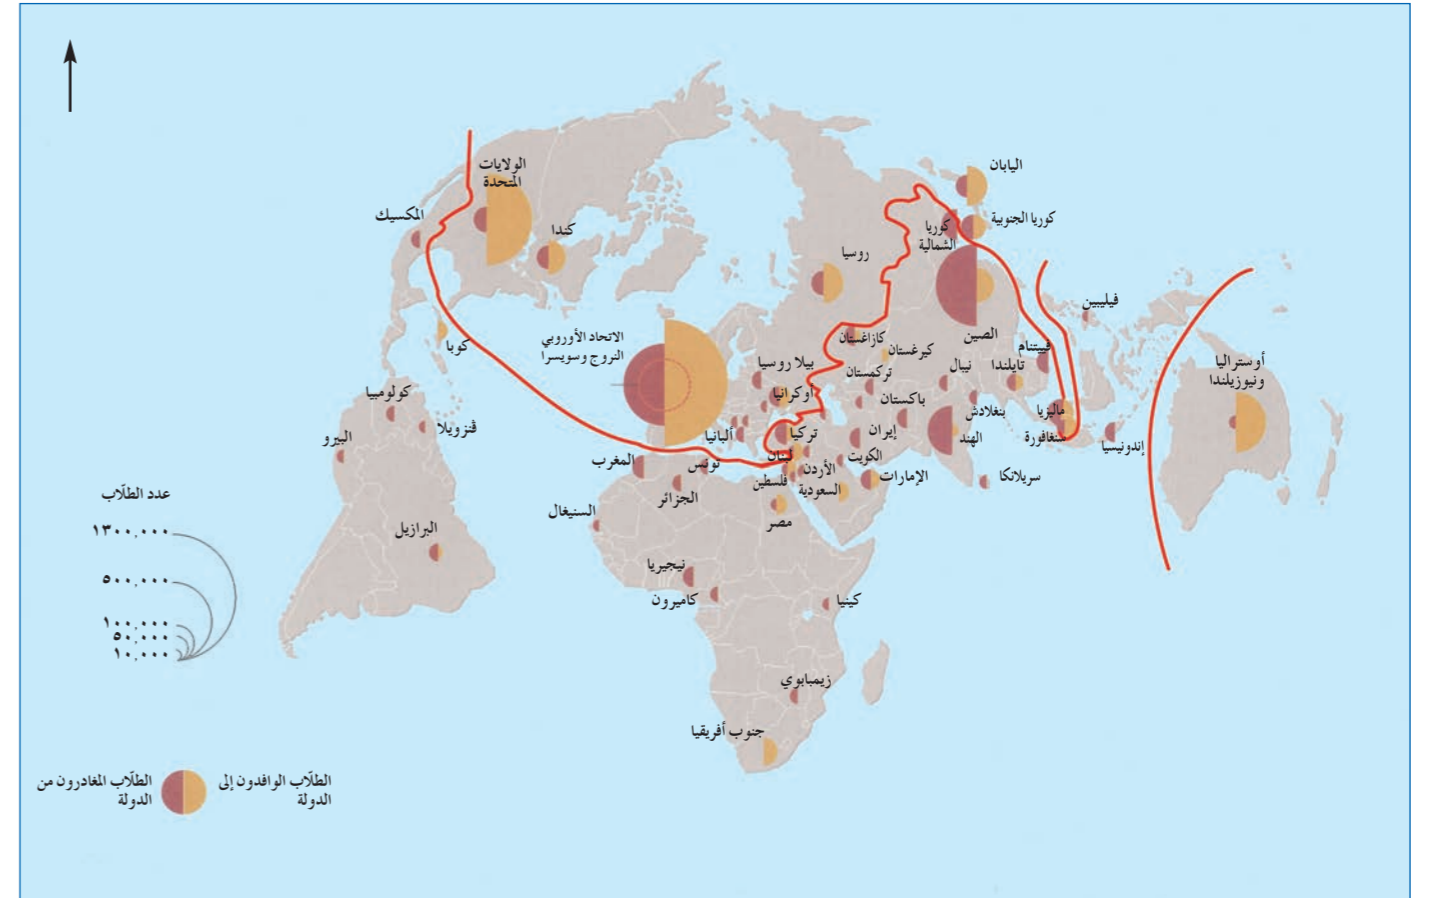 اليابان
الولايات
المتحدة
المكسيك
كوريا الجنوبية
كوريا
الشمالية
كندا
روسيا
فيليبين
الاتحاد الأوروبي
النروج وسويسرا
الصين
كازاغستان
كيرغستان
ڤييتنام
كوبا
بيلا روسيا
تركمستان
نيبال
تايلندا
أوستراليا
ونيوزيلندا
أوكرانيا
باكستان
كولومبيا
بنغلادش
ماليزيا
ڤنزويلا
البيرو
ألبانيا
تركيا
إيران
الهند
سنغافورة
إندونيسيا
المغرب
تونس
لبنان
الأردن
الكويت
الجزائر
فلسطين
السعودية
الإمارات
سريلانكا
السنيغال
مصر
البرازيل
نيجيريا
كاميرون
كينيا
زيمبابوي
جنوب أفريقيا
عدد الطلّاب
١٣٠٠,٠٠٠
٥٠٠,٠٠٠
١٠٠,٠٠٠
٥٠,٠٠٠
١٠,٠٠٠
الطلّاب الوافدون إلى
الدولة
الطلّاب المغادرون من
الدولة